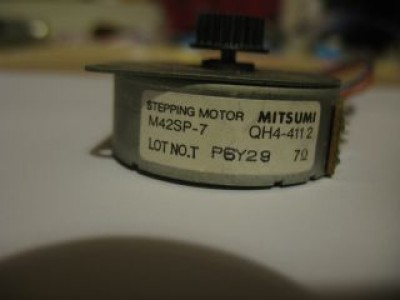 STEPPING MOTOR MITSUMI
M42SP-7 QH4-4112
LOT NO.T P6Y29 7Ω